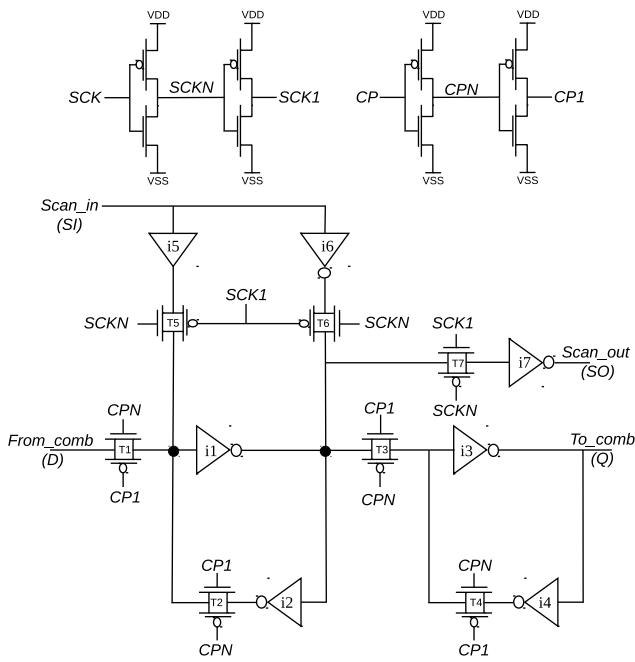 VDD VDD VDD VDD
SCK SCKN SCK1 CP CPN CP1
VSS VSS VSS VSS
Scan_in
(SI)
i5 i6
SCK1
SCKN T5 T6 SCKN SCK1
T7 i7 Scan_out
(SO)
SCKN
CPN CP1
From_comb T1 i1 T3 i3 To_comb
(D) (Q)
CP1 CPN
CP1 CPN
T2 i2 T4 i4
CPN CP1